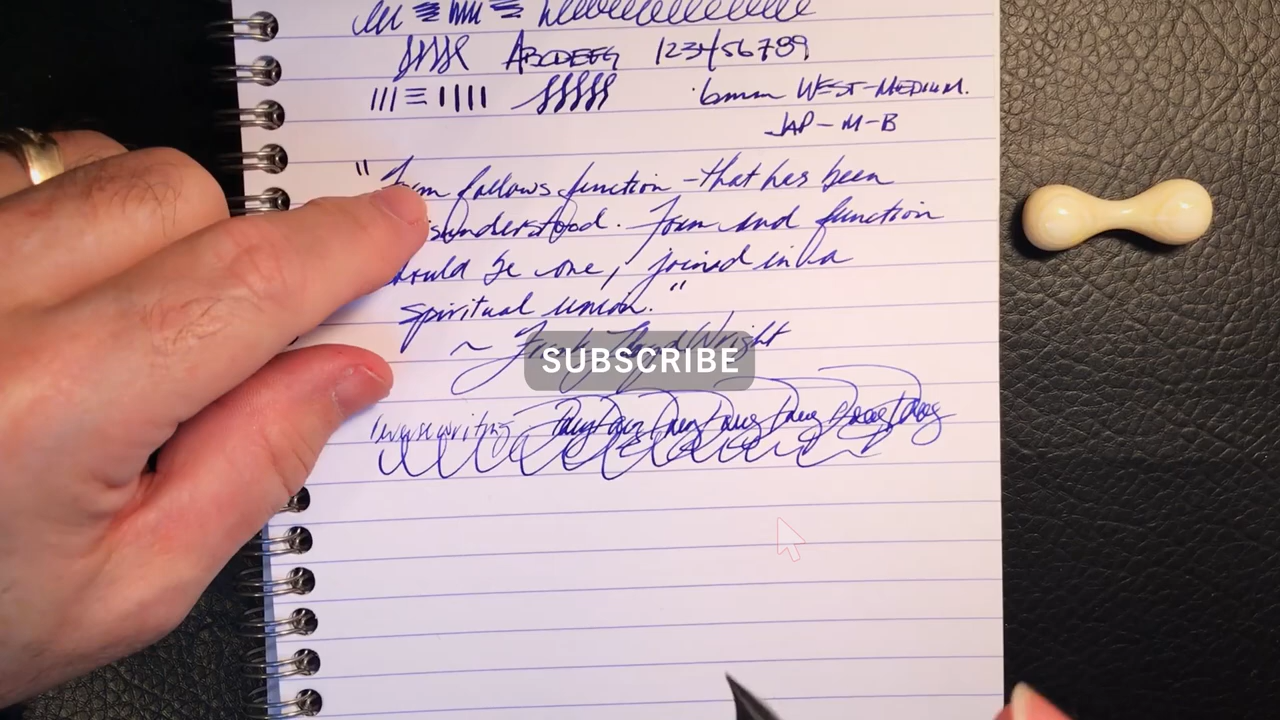 ABCDEFG 123456789
.6mm WEST-MEDIUM.
JAP-M-B
"Form follows function - that has been
misunderstood. Form and function
should be one, joined in a
spiritual union."
~ Frank Lloyd Wright
SUBSCRIBE